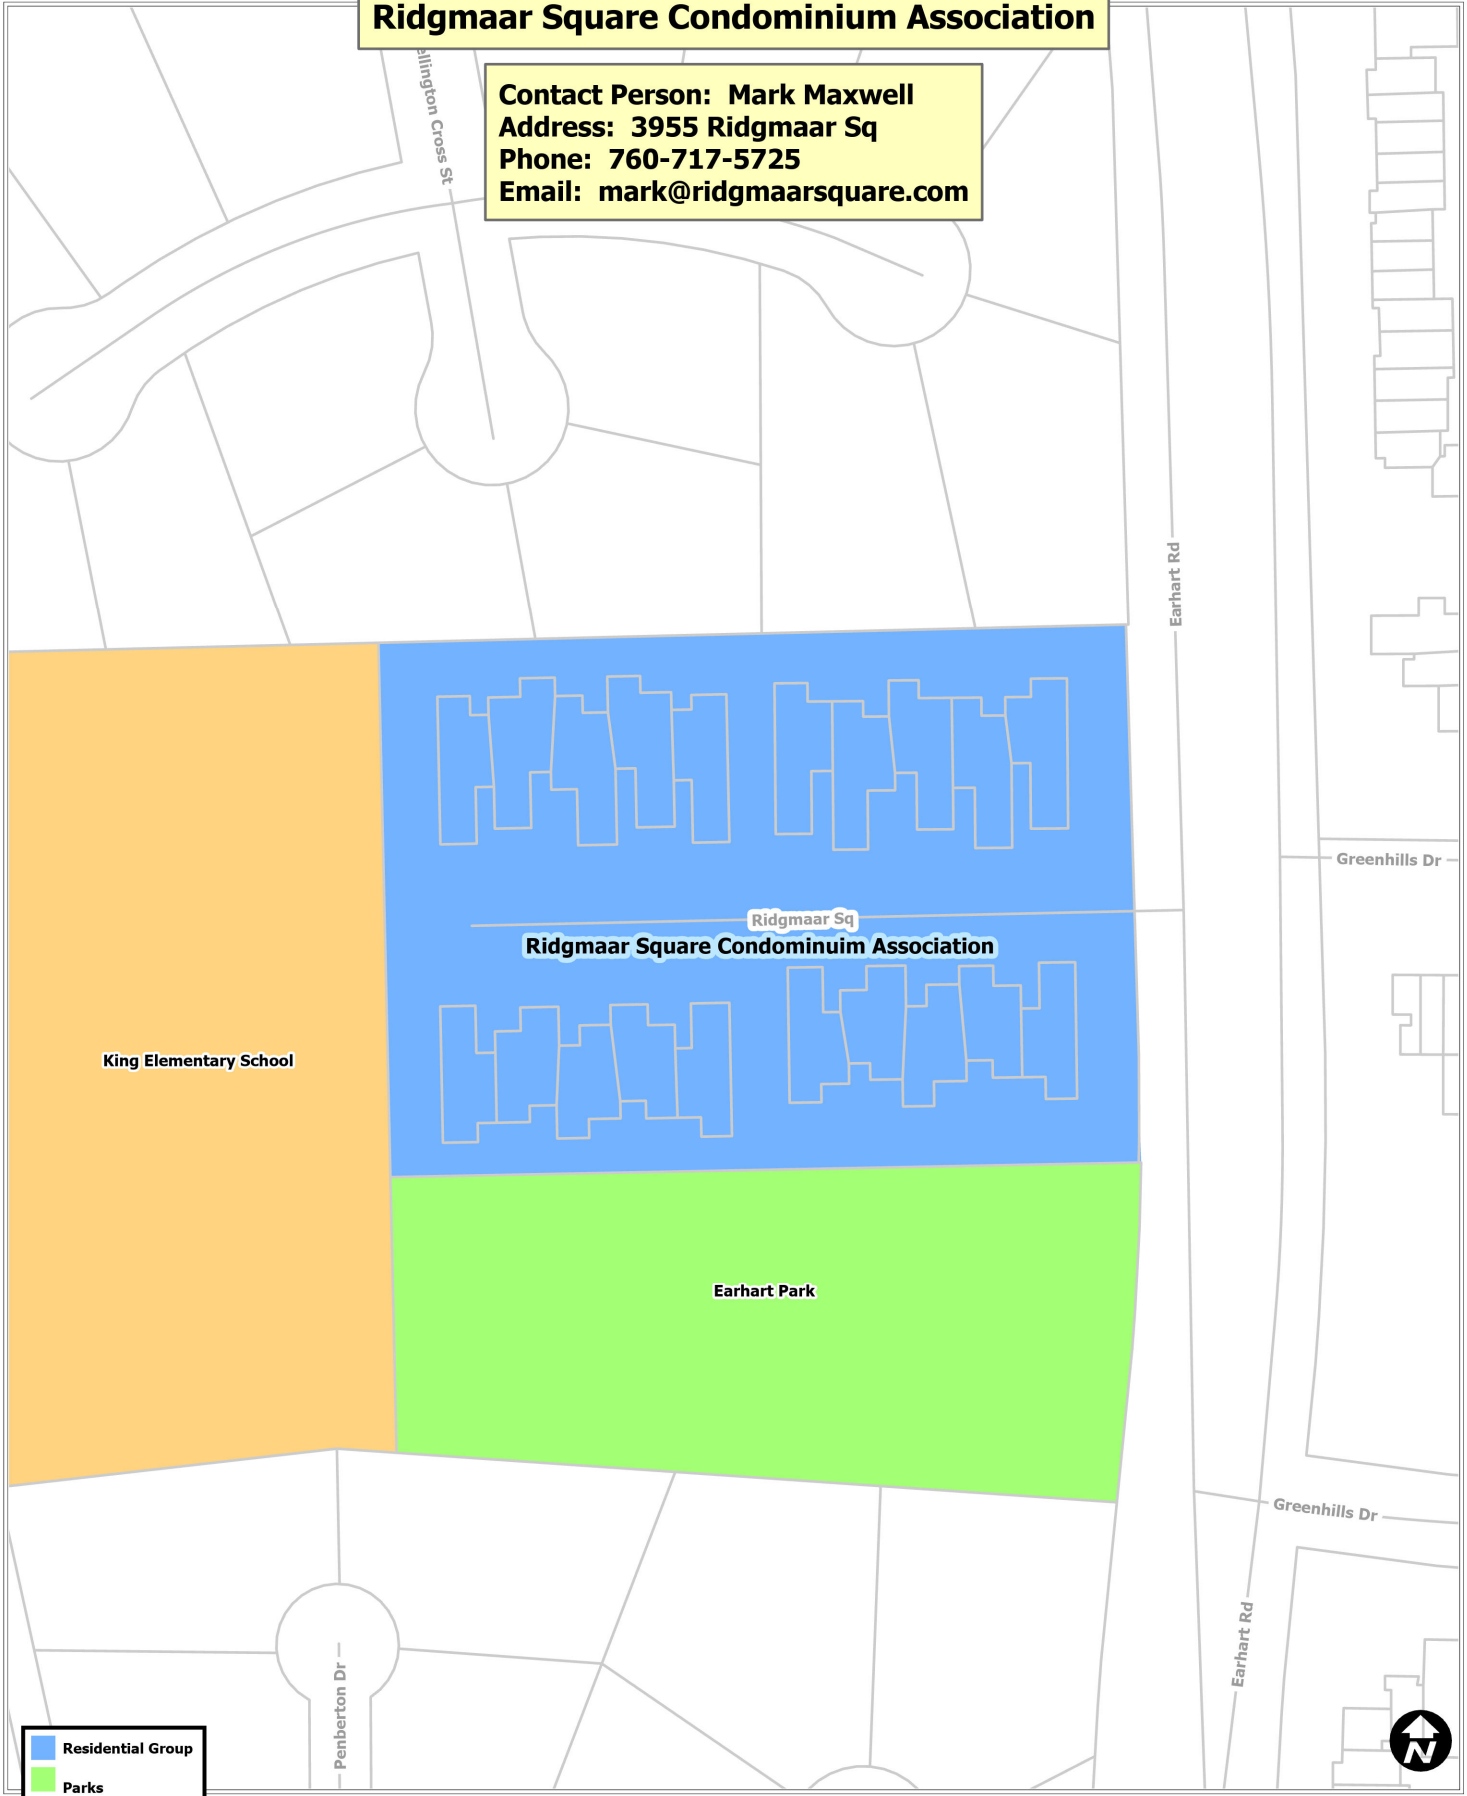 Ridgmaar Square Condominium Association
Contact Person: Mark Maxwell
Address: 3955 Ridgmaar Sq
Phone: 760-717-5725
Email: mark@ridgmaarsquare.com
Cross St
Earhart Rd
Greenhills Dr
Ridgmaar Sq
Ridgmaar Square Condominuim Association
King Elementary School
Earhart Park
Greenhills Dr
Earhart Rd
Penberton Dr
Residential Group
Parks
N